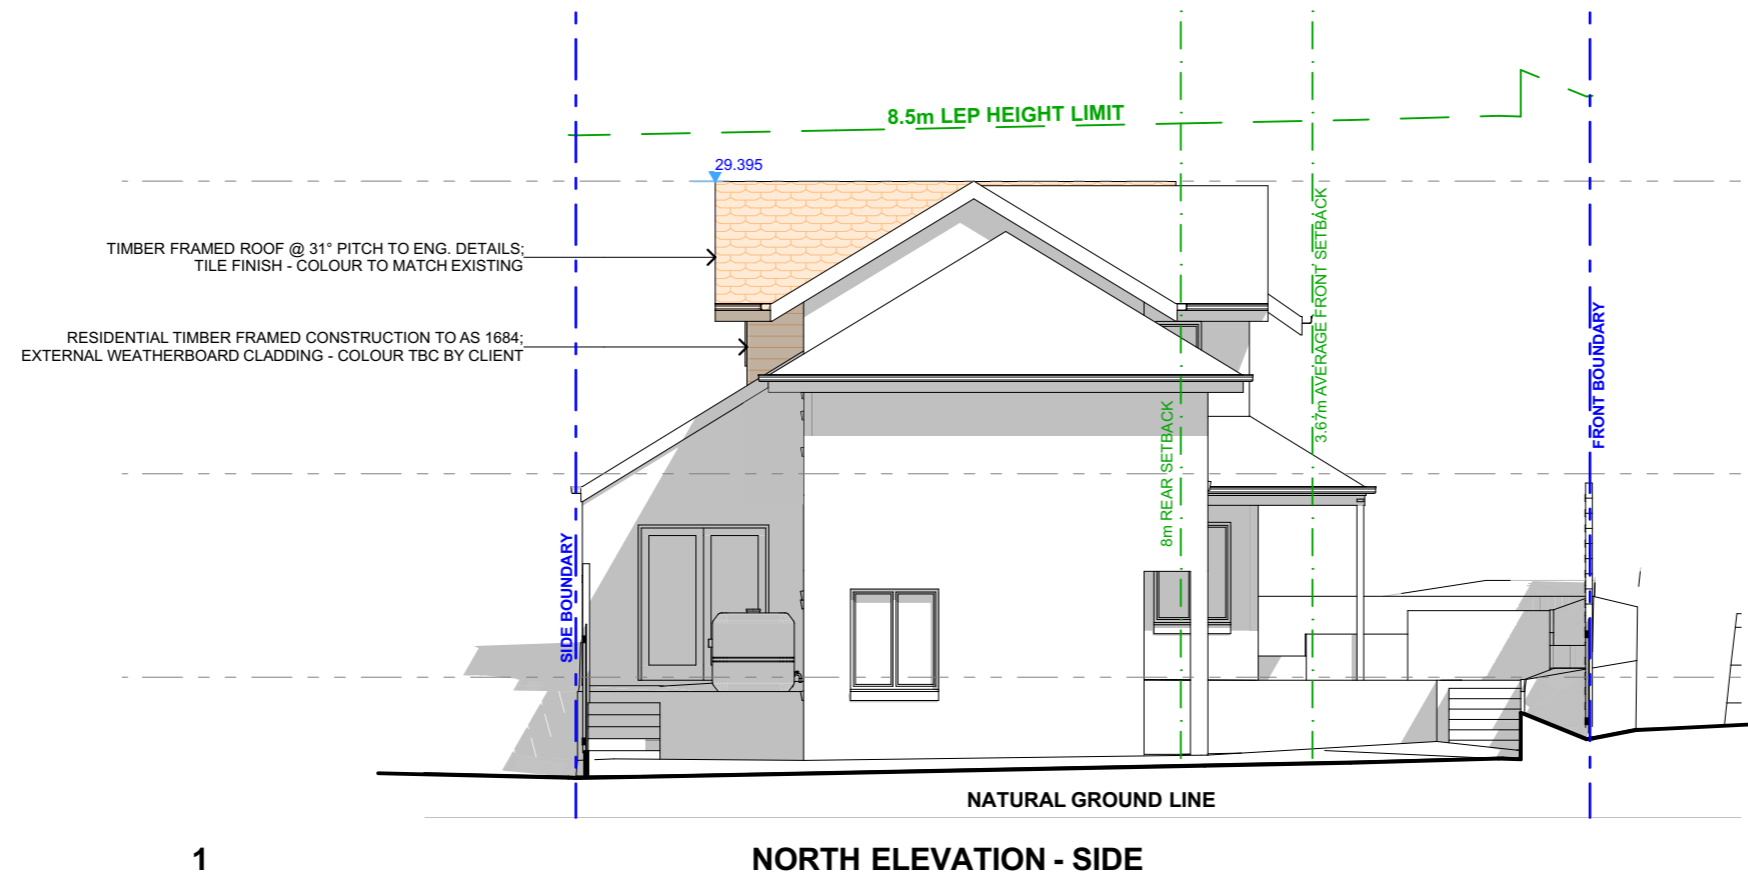 8.5m LEP HEIGHT LIMIT
29.395
TIMBER FRAMED ROOF @ 31° PITCH TO ENG. DETAILS;
TILE FINISH - COLOUR TO MATCH EXISTING
RESIDENTIAL TIMBER FRAMED CONSTRUCTION TO AS 1684;
EXTERNAL WEATHERBOARD CLADDING - COLOUR TBC BY CLIENT
SIDE BOUNDARY
8m REAR SETBACK
3.67m AVERAGE FRONT SETBACK
FRONT BOUNDARY
NATURAL GROUND LINE
1
NORTH ELEVATION - SIDE